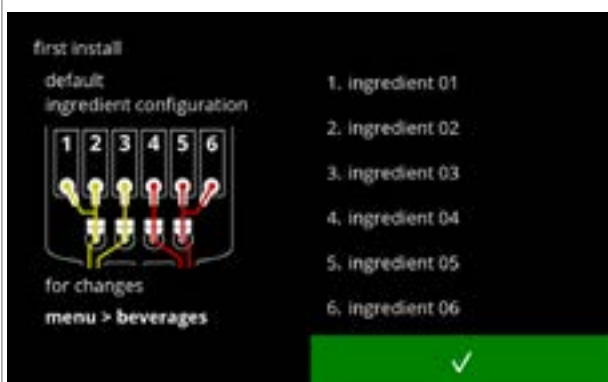 first install
default
ingredient configuration
1 2 3 4 5 6
for changes
menu > beverages
1. ingredient 01
2. ingredient 02
3. ingredient 03
4. ingredient 04
5. ingredient 05
6. ingredient 06